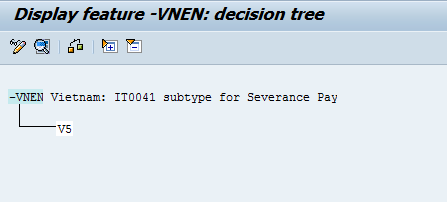 Display feature -VNEN: decision tree
-VNEN Vietnam: IT0041 subtype for Severance Pay
V5